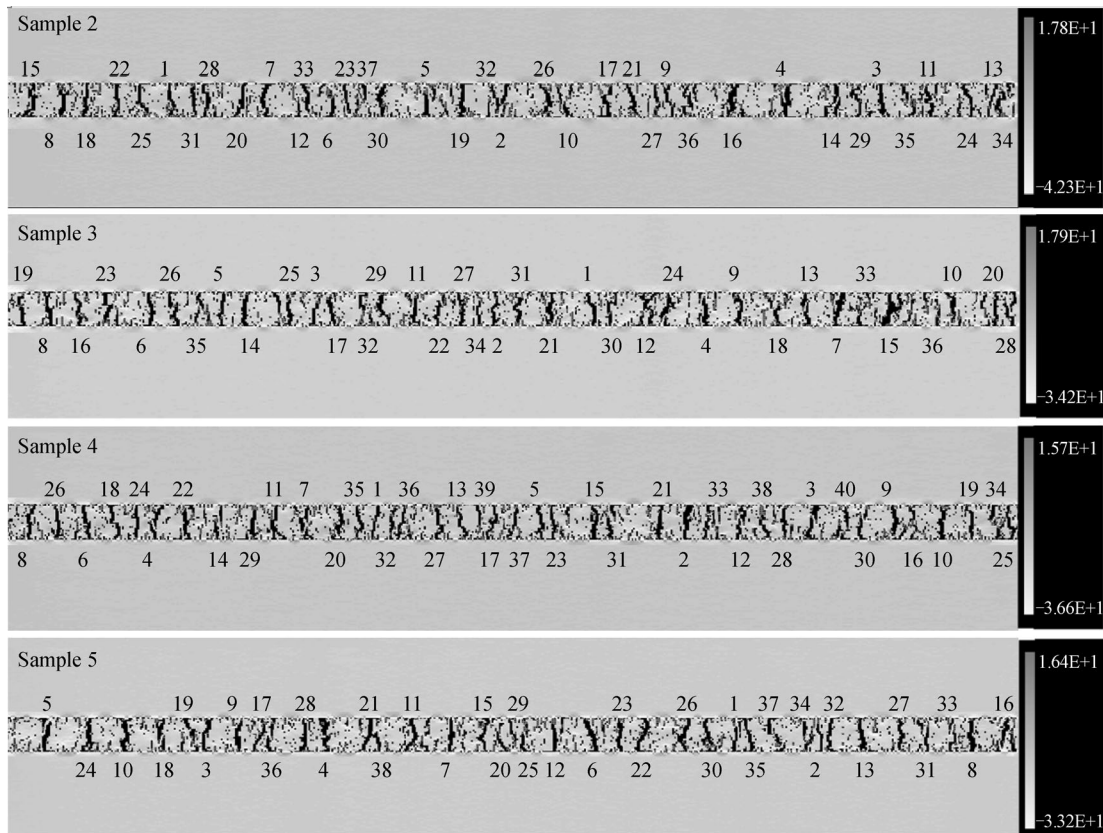 Sample 2
1.78E+1
15 22 1 28 7 33 23 37 5 32 26 17 21 9 4 3 11 13
8 18 25 31 20 12 6 30 19 2 10 27 36 16 14 29 35 24 34
−4.23E+1
Sample 3
1.79E+1
19 23 26 5 25 3 29 11 27 31 1 24 9 13 33 10 20
8 16 6 35 14 17 32 22 34 2 21 30 12 4 18 7 15 36 28
−3.42E+1
Sample 4
1.57E+1
26 18 24 22 11 7 35 1 36 13 39 5 15 21 33 38 3 40 9 19 34
8 6 4 14 29 20 32 27 17 37 23 31 2 12 28 30 16 10 25
−3.66E+1
Sample 5
1.64E+1
5 19 9 17 28 21 11 15 29 23 26 1 37 34 32 27 33 16
24 10 18 3 36 4 38 7 20 25 12 6 22 30 35 2 13 31 8
−3.32E+1